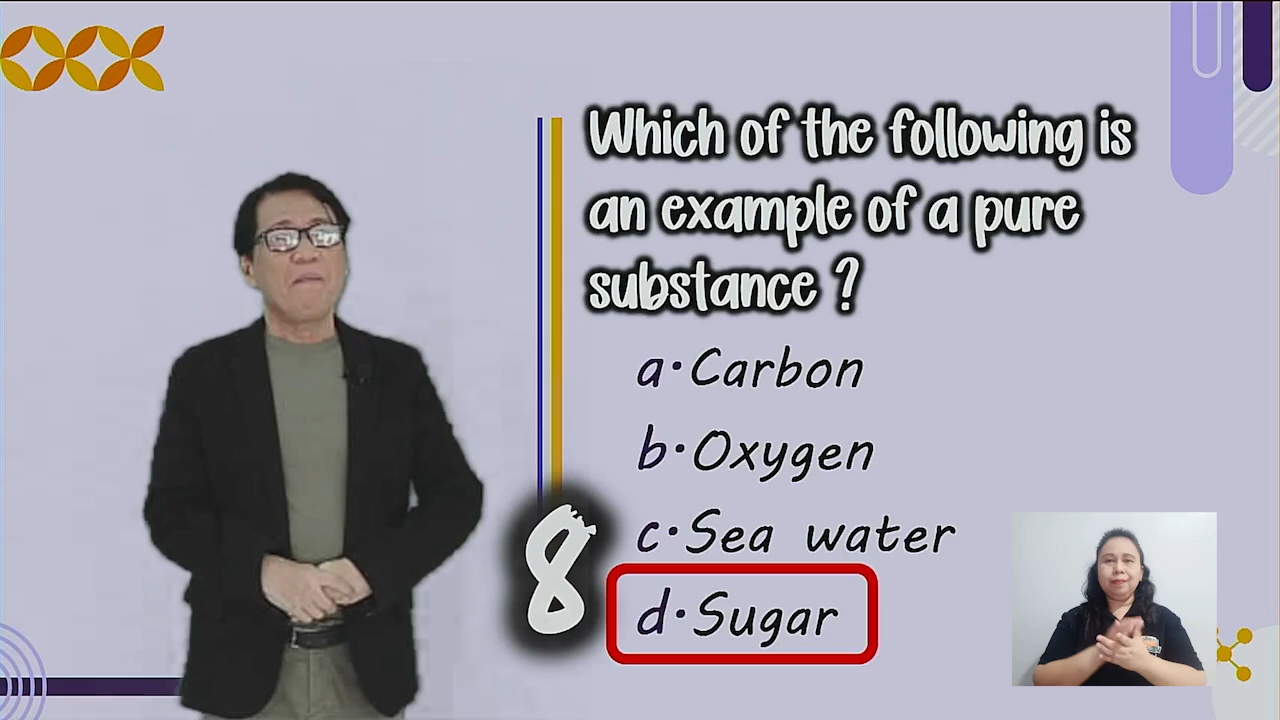 Which of the following is
an example of a pure
substance ?
a. Carbon
b. Oxygen
c. Sea water
8
d. Sugar